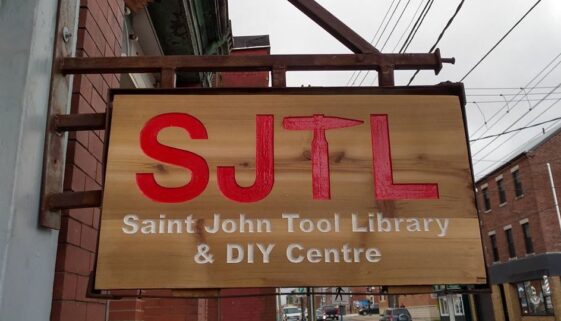 SJTL
Saint John Tool Library
& DIY Centre